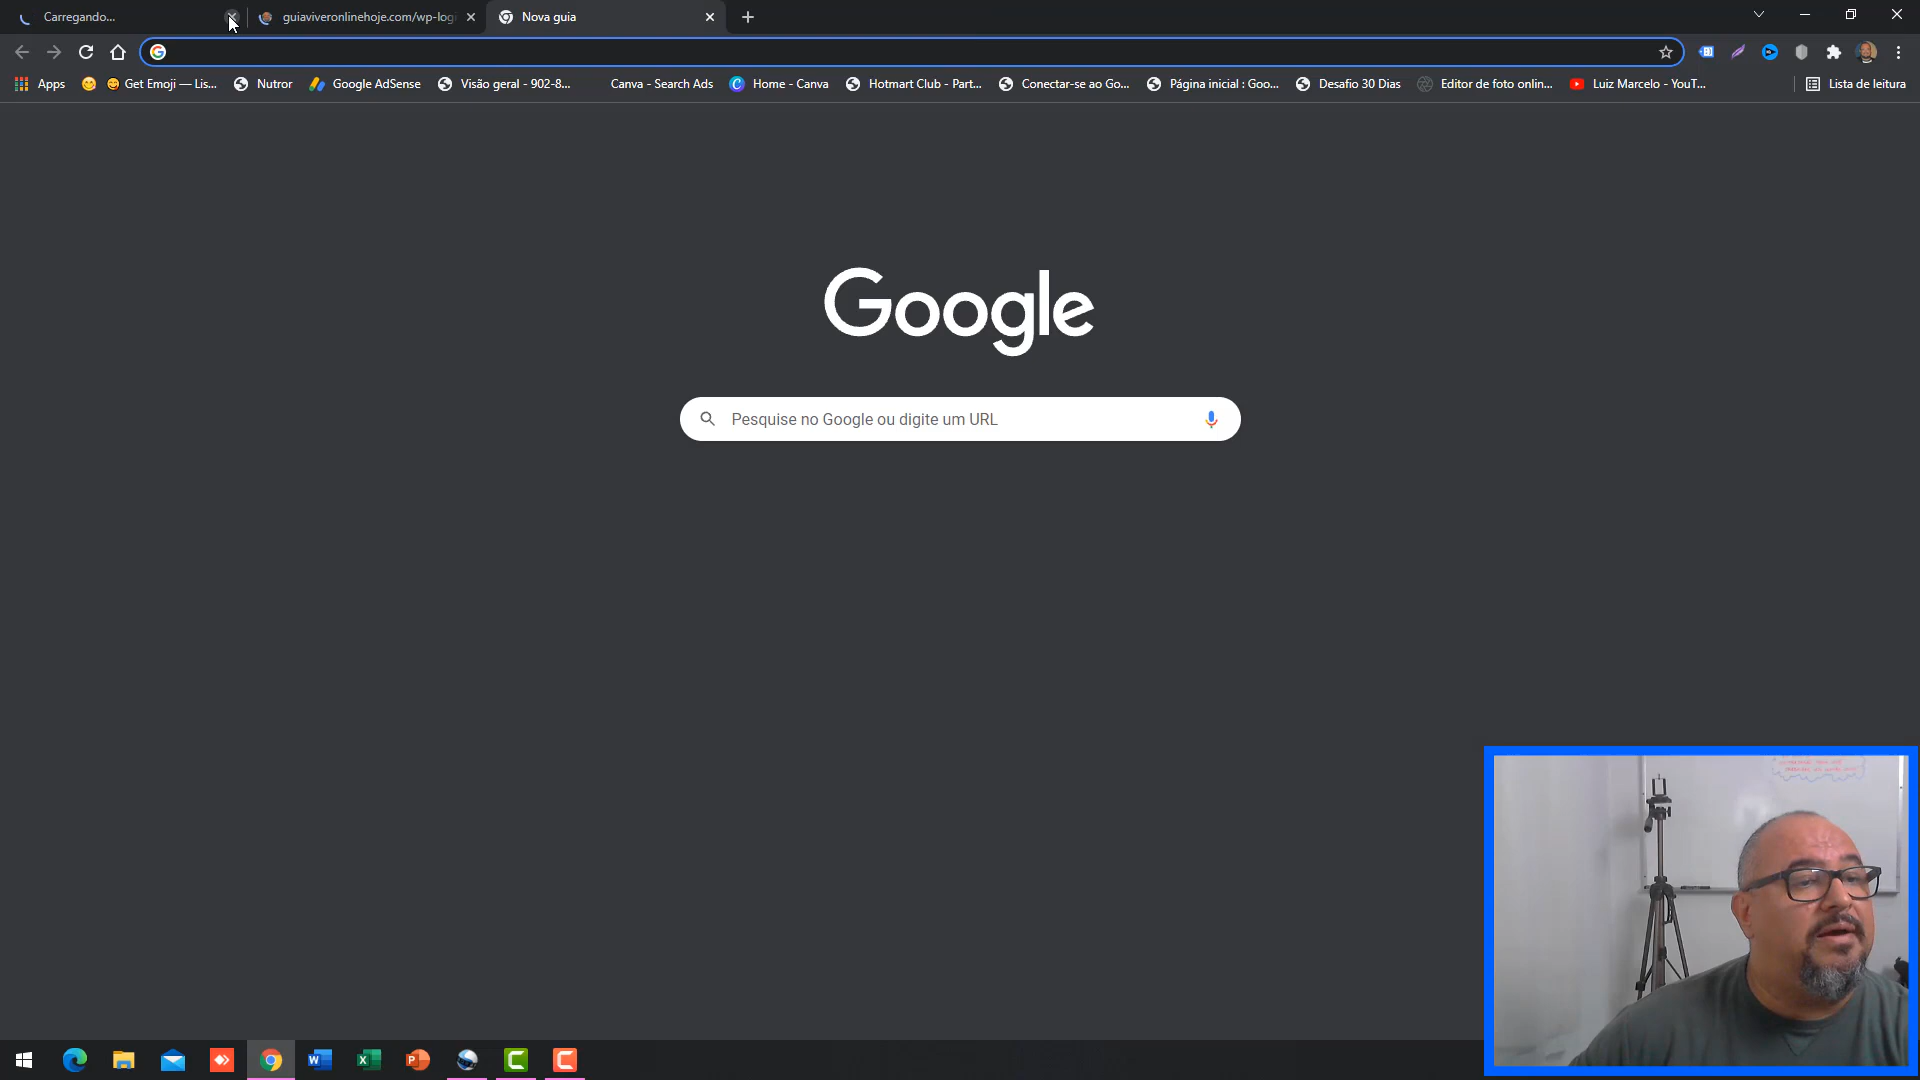 Carregando...
guiaviveronlinehoje.com/wp-log
Nova guia
Apps
Get Emoji — Lis...
Nutror
Google AdSense
Visão geral - 902-8...
Canva - Search Ads
Home - Canva
Hotmart Club - Part...
Conectar-se ao Go...
Página inicial : Goo...
Desafio 30 Dias
Editor de foto onlin...
Luiz Marcelo - YouT...
Lista de leitura
Google
Pesquise no Google ou digite um URL